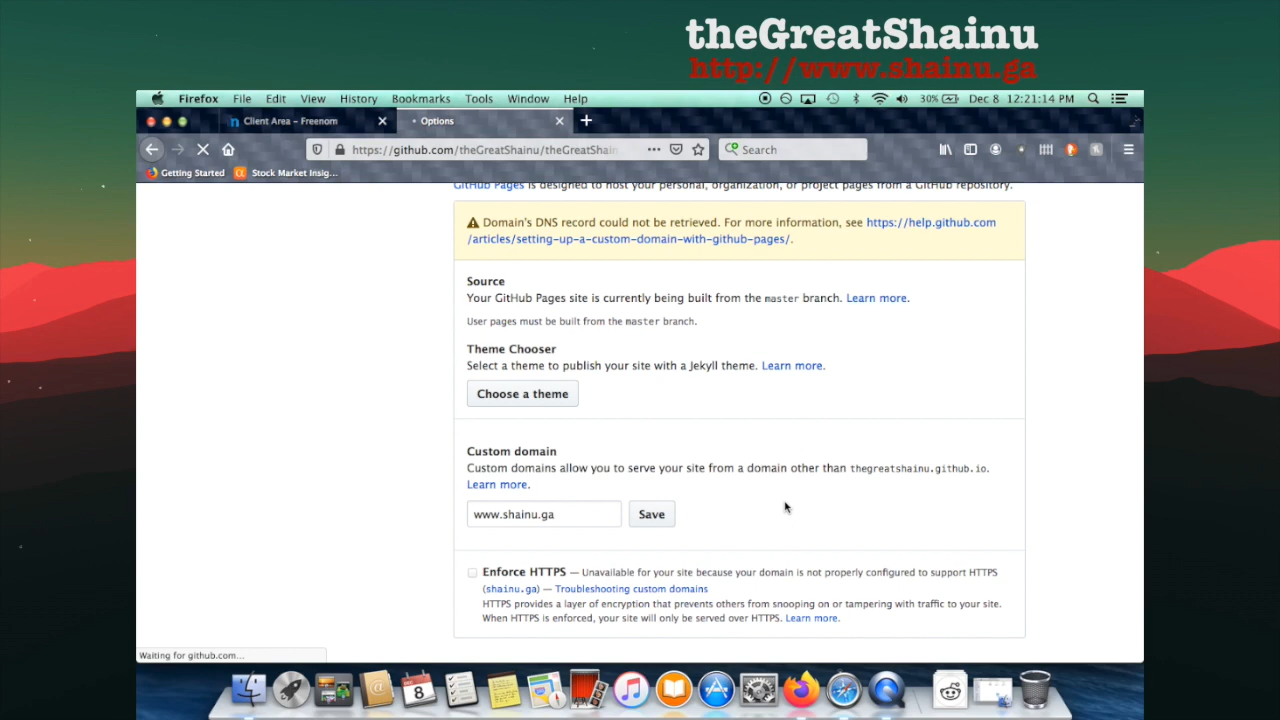 theGreatShainu
http://www.shainu.ga
Firefox File Edit View History Bookmarks Tools Window Help 30% Dec 8 12:21:14 PM
Client Area – Freenom
Options
https://github.com/theGreatShainu/theGreatShain
Search
Getting Started Stock Market Insig...
GitHub Pages is designed to host your personal, organization, or project pages from a GitHub repository.
Domain's DNS record could not be retrieved. For more information, see https://help.github.com
/articles/setting-up-a-custom-domain-with-github-pages/.
Source
Your GitHub Pages site is currently being built from the master branch. Learn more.
User pages must be built from the master branch.
Theme Chooser
Select a theme to publish your site with a Jekyll theme. Learn more.
Choose a theme
Custom domain
Custom domains allow you to serve your site from a domain other than thegreatshainu.github.io.
Learn more.
www.shainu.ga Save
Enforce HTTPS — Unavailable for your site because your domain is not properly configured to support HTTPS
(shainu.ga) — Troubleshooting custom domains
HTTPS provides a layer of encryption that prevents others from snooping on or tampering with traffic to your site.
When HTTPS is enforced, your site will only be served over HTTPS. Learn more.
Waiting for github.com...
8